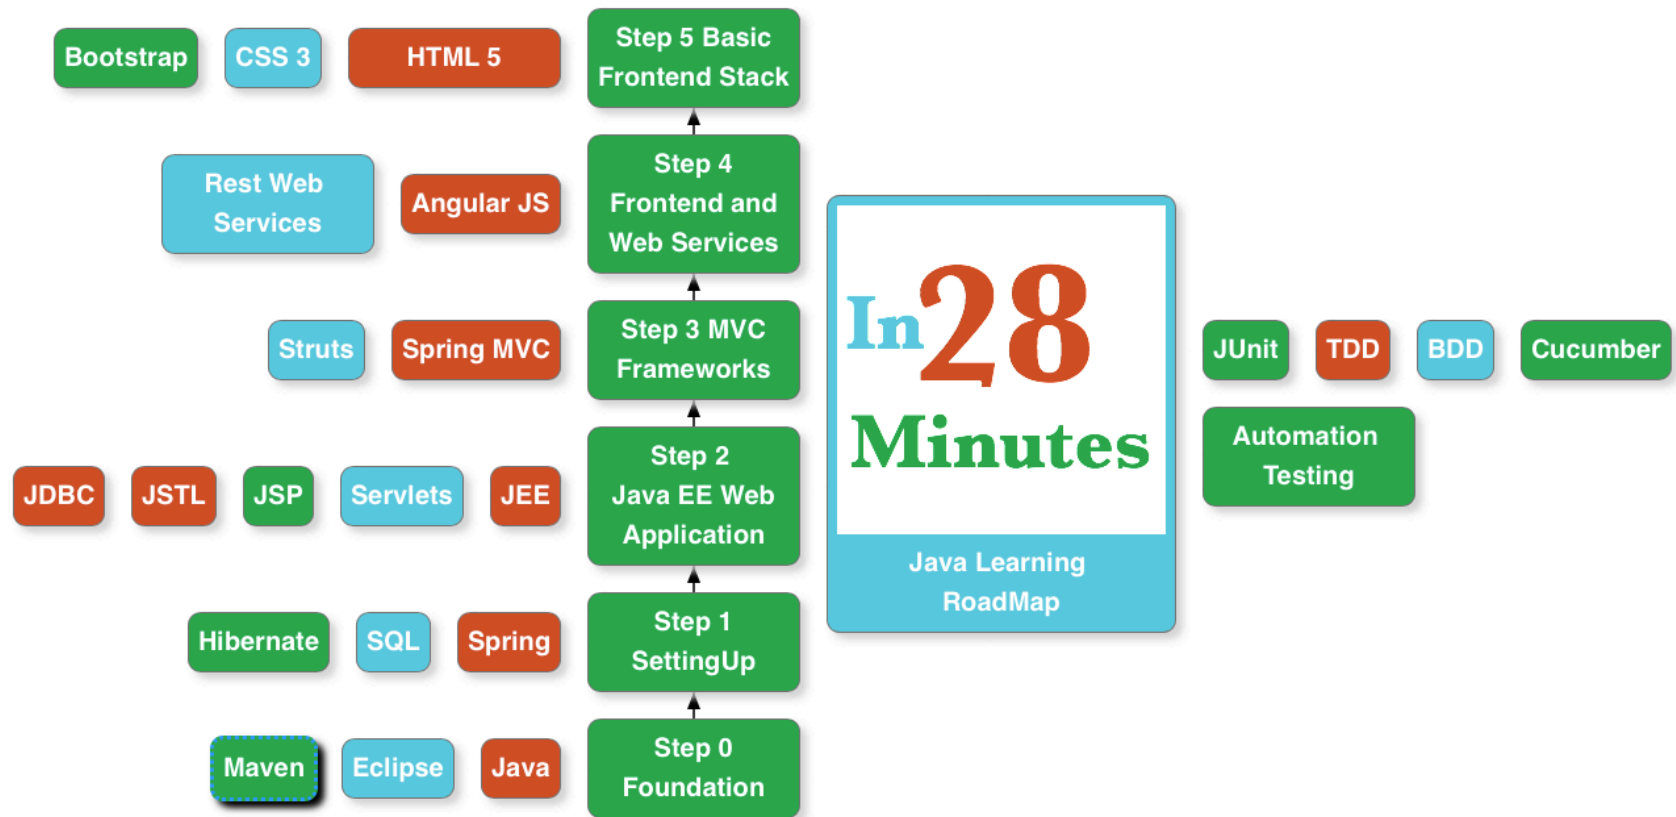 Bootstrap
CSS 3
HTML 5
Step 5 Basic
Frontend Stack
Rest Web
Services
Angular JS
Step 4
Frontend and
Web Services
Struts
Spring MVC
Step 3 MVC
Frameworks
JDBC
JSTL
JSP
Servlets
JEE
Step 2
Java EE Web
Application
Hibernate
SQL
Spring
Step 1
SettingUp
Maven
Eclipse
Java
Step 0
Foundation
In28
Minutes
Java Learning
RoadMap
JUnit
TDD
BDD
Cucumber
Automation
Testing